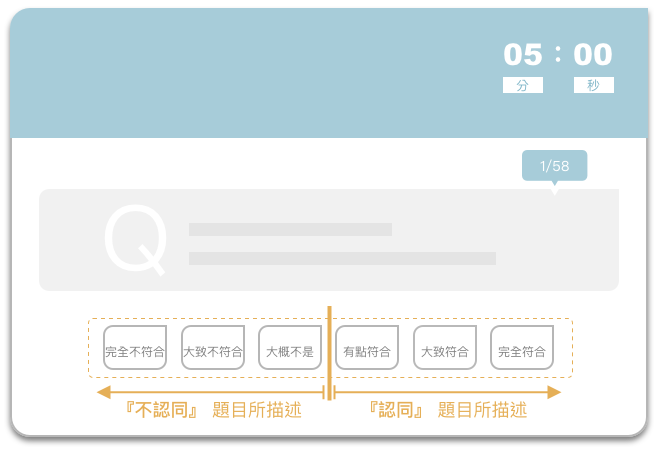 05 : 00
分 秒
1/58
Q
完全不符合 大致不符合 大概不是 有點符合 大致符合 完全符合
『不認同』 題目所描述 『認同』 題目所描述